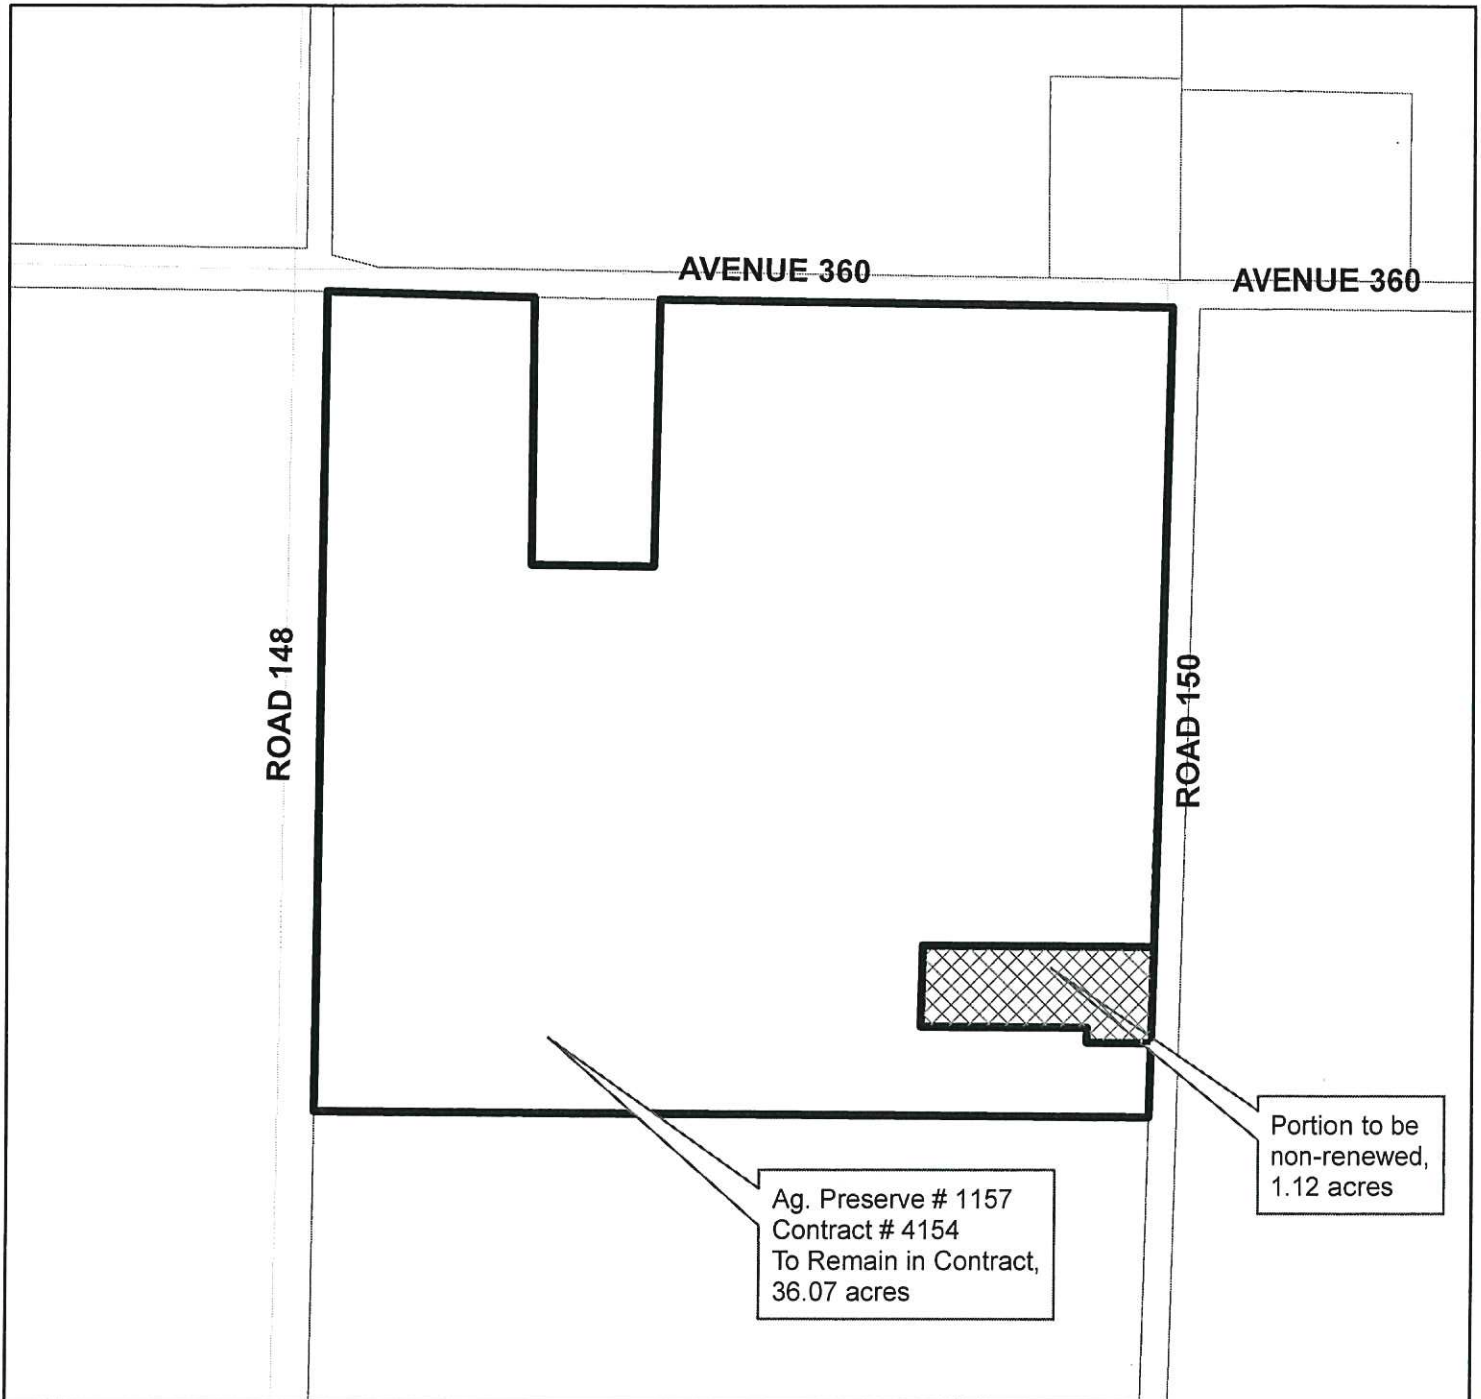 AVENUE 360
AVENUE 360
ROAD 148
ROAD 150
Portion to be
non-renewed,
1.12 acres
Ag. Preserve # 1157
Contract # 4154
To Remain in Contract,
36.07 acres